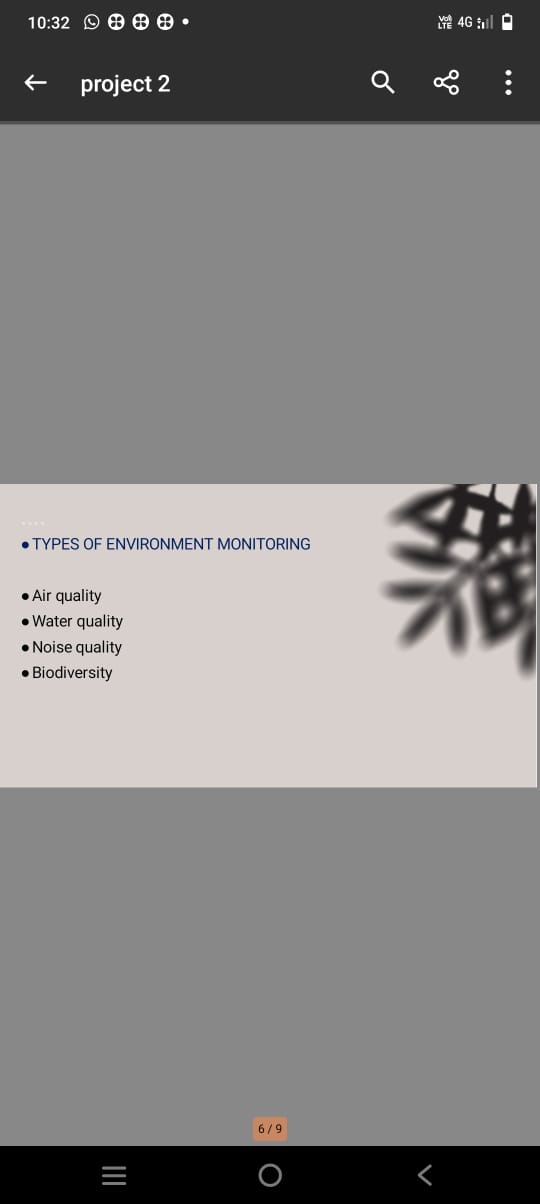 10:32
Vo) LTE 4G
project 2
....
● TYPES OF ENVIRONMENT MONITORING
● Air quality
● Water quality
● Noise quality
● Biodiversity
6 / 9